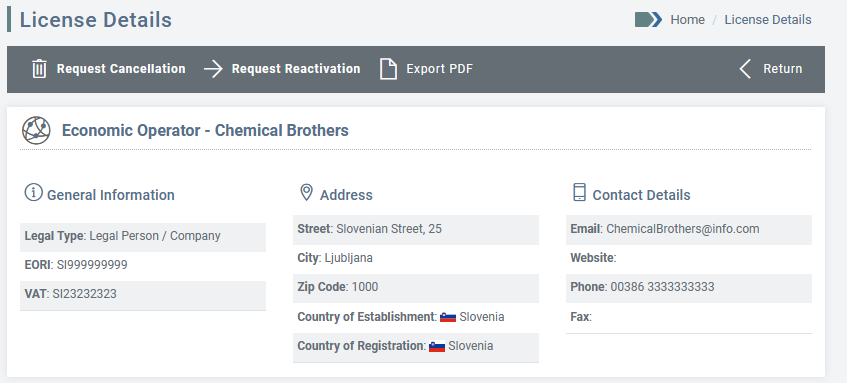 License Details
Home / License Details
Request Cancellation Request Reactivation Export PDF Return
Economic Operator - Chemical Brothers
General Information
Legal Type: Legal Person / Company
EORI: SI999999999
VAT: SI23232323
Address
Street: Slovenian Street, 25
City: Ljubljana
Zip Code: 1000
Country of Establishment: Slovenia
Country of Registration: Slovenia
Contact Details
Email: ChemicalBrothers@info.com
Website:
Phone: 00386 3333333333
Fax: